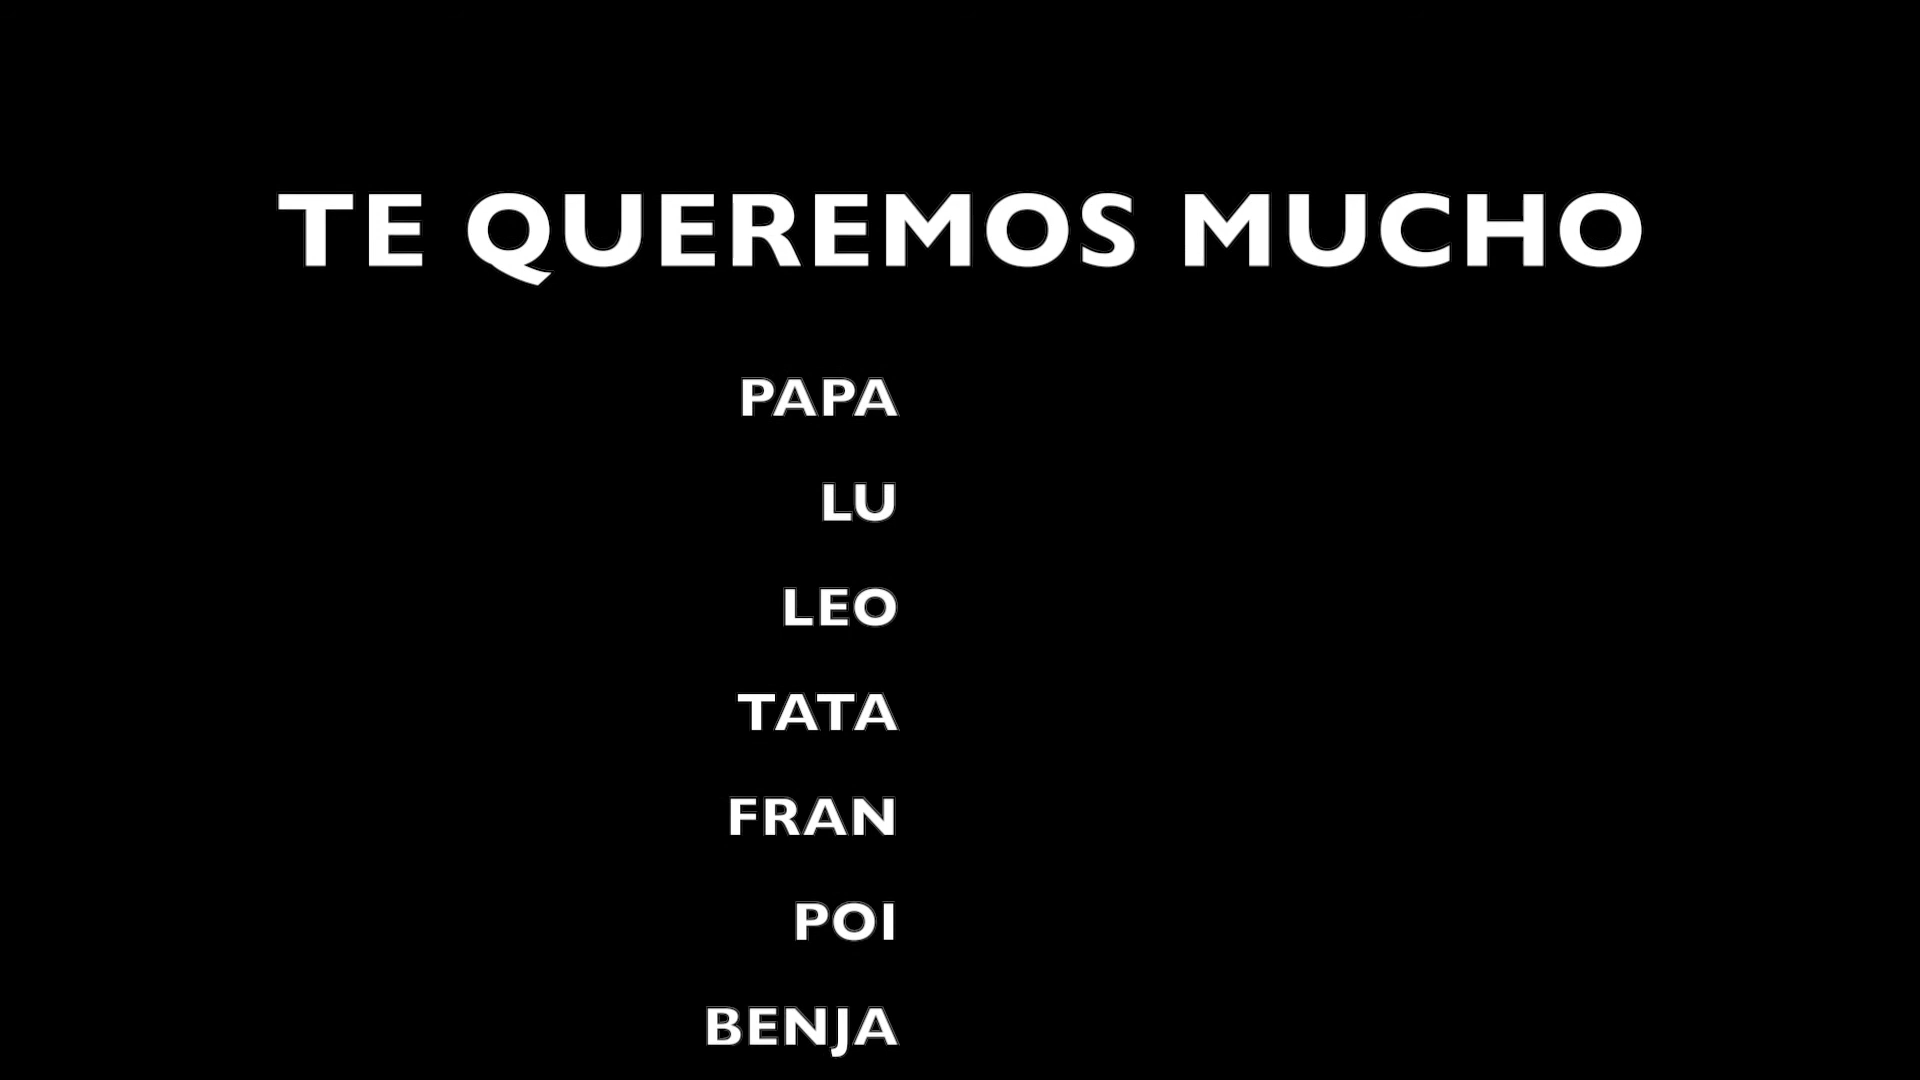 TE QUEREMOS MUCHO
PAPA
LU
LEO
TATA
FRAN
POI
BENJA